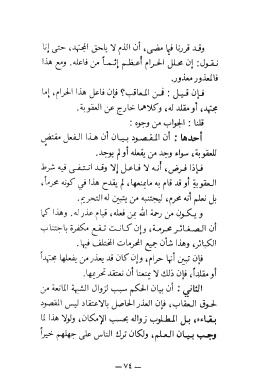 وقد قررنا فيما مضى، أن الذم لا يلحق المجتهد، حتى إنا
نقول: إن محلل الحرام أعظم إثماً من فاعله. ومع هذا
فالمعذور معذور.
فإن قيل : فمن المعاقب؟ فإن فاعل هذا الحرام، إما
مجتهد، أو مقلد له، وكلاهما خارج عن العقوبة.
قلنا : الجواب من وجوه :
أحدها : أن المقصود بيان أن هذا الفعل مقتض
للعقوبة، سواء وجد من يفعله أو لم يوجد.
فإذا فرض، أنه لا فاعل إلا وقد انتفى فيه شرط
العقوبة أو قد قام به مايمنعها، لم يقدح هذا في كونه محرماً،
بل نعلم أنه محرم، ليجتنبه من يتبين له التحريم.
ويكون من رحمة الله بمن فعله، قيام عذر له. وهذا كما
أن الصغائر محرمة، وإن كانت تقع مكفرة باجتناب
الكبائر، وهذا شأن جميع المحرمات المختلف فيها.
فإن تبين أنها حرام، وإن كان قد يعذر من يفعلها مجتهداً
أو مقلداً، فإن ذلك لا يمنعنا أن نعتقد تحريمها.
الثاني : أن بيان الحكم سبب لزوال الشبهة المانعة من
لحوق العقاب، فإن العذر الحاصل بالاعتقاد ليس المقصود
بقاءه، بل المطلوب زواله بحسب الإمكان، ولولا هذا لما
وجب بيان العلم، ولكان ترك الناس على جهلهم خيراً
— ٧٤ —